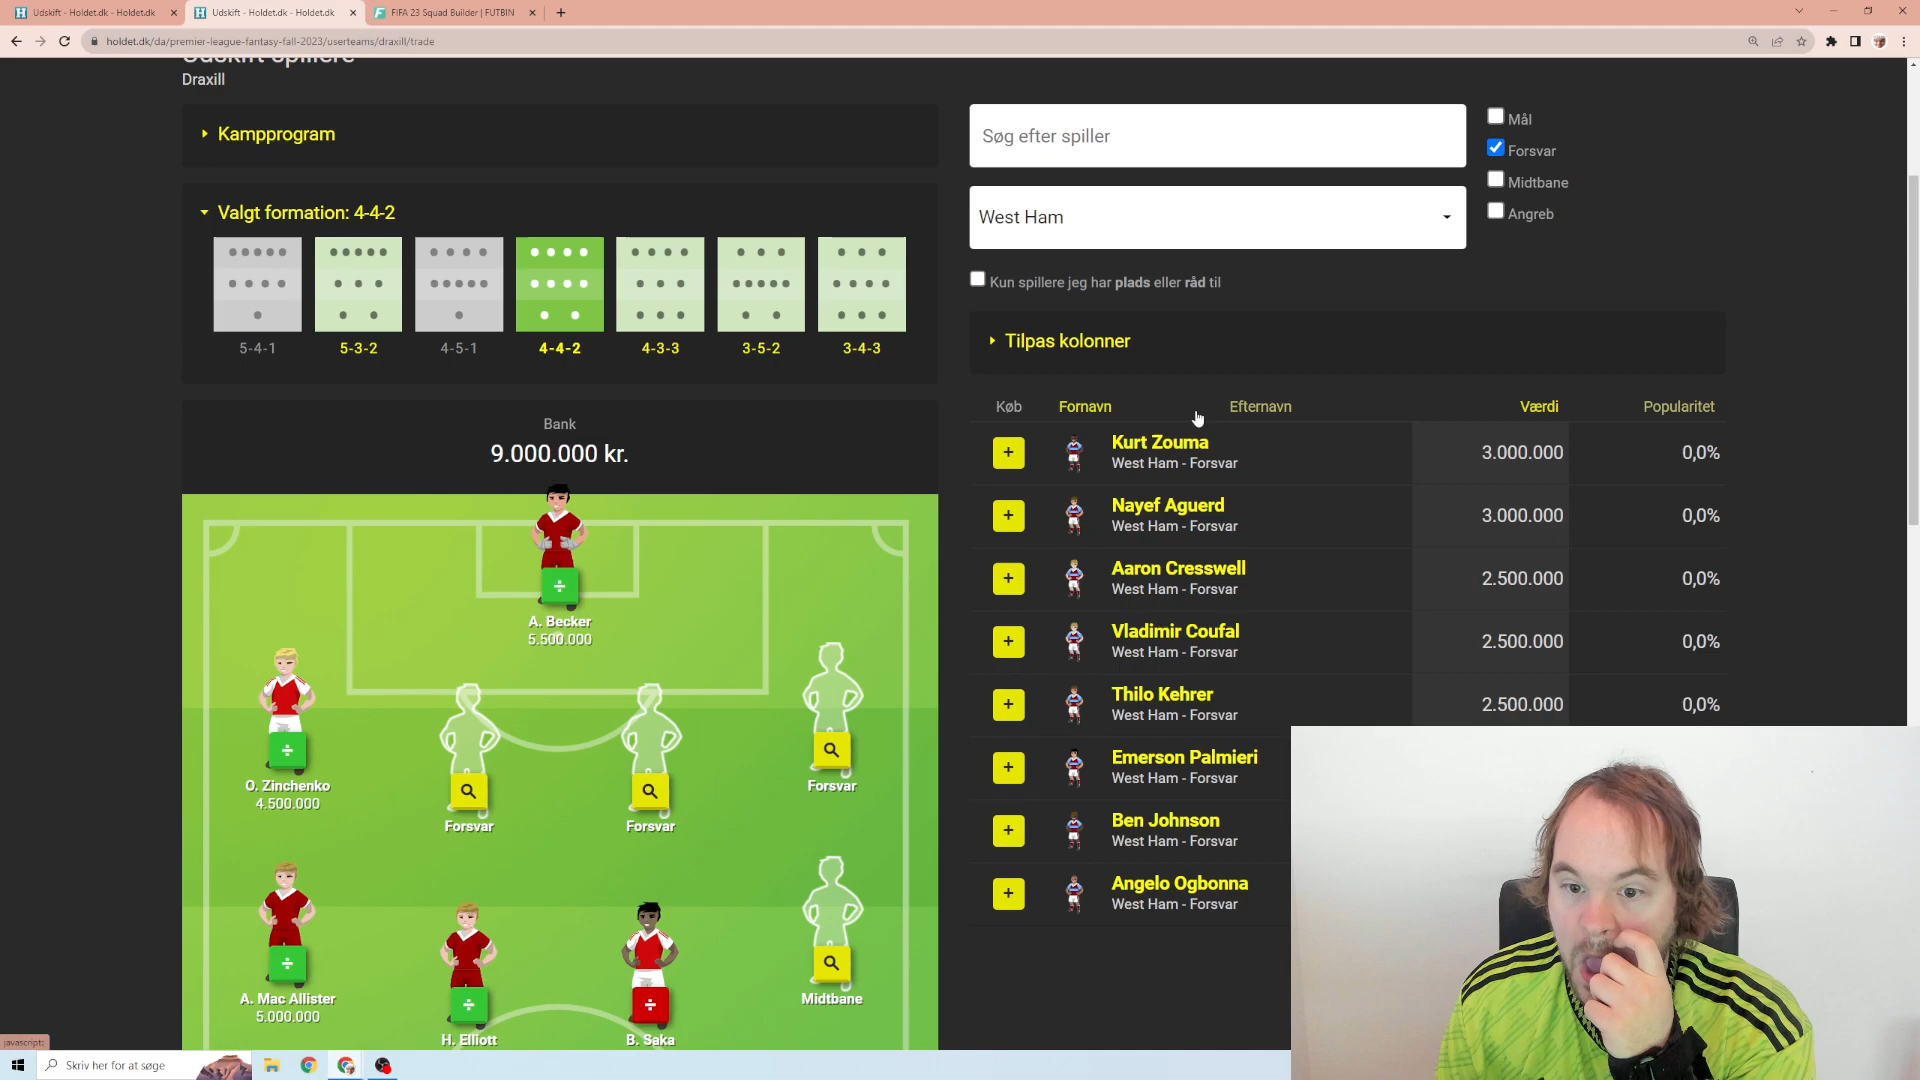 Udskift - Holdet.dk - Holdet.dk
Udskift - Holdet.dk - Holdet.dk
FIFA 23 Squad Builder | FUTBIN
holdet.dk/da/premier-league-fantasy-fall-2023/userteams/draxill/trade
Udskift spillere
Draxill
Kampprogram
Valgt formation: 4-4-2
5-4-1
5-3-2
4-5-1
4-4-2
4-3-3
3-5-2
3-4-3
Bank
9.000.000 kr.
A. Becker
5.500.000
O. Zinchenko
4.500.000
Forsvar
Forsvar
Forsvar
A. Mac Allister
5.000.000
H. Elliott
B. Saka
Midtbane
Søg efter spiller
West Ham
Mål
Forsvar
Midtbane
Angreb
Kun spillere jeg har plads eller råd til
Tilpas kolonner
Køb Fornavn Efternavn Værdi Popularitet
+ Kurt Zouma 3.000.000 0,0%
West Ham - Forsvar
+ Nayef Aguerd 3.000.000 0,0%
West Ham - Forsvar
+ Aaron Cresswell 2.500.000 0,0%
West Ham - Forsvar
+ Vladimir Coufal 2.500.000 0,0%
West Ham - Forsvar
+ Thilo Kehrer 2.500.000 0,0%
West Ham - Forsvar
+ Emerson Palmieri
West Ham - Forsvar
+ Ben Johnson
West Ham - Forsvar
+ Angelo Ogbonna
West Ham - Forsvar
javascript:
Skriv her for at søge